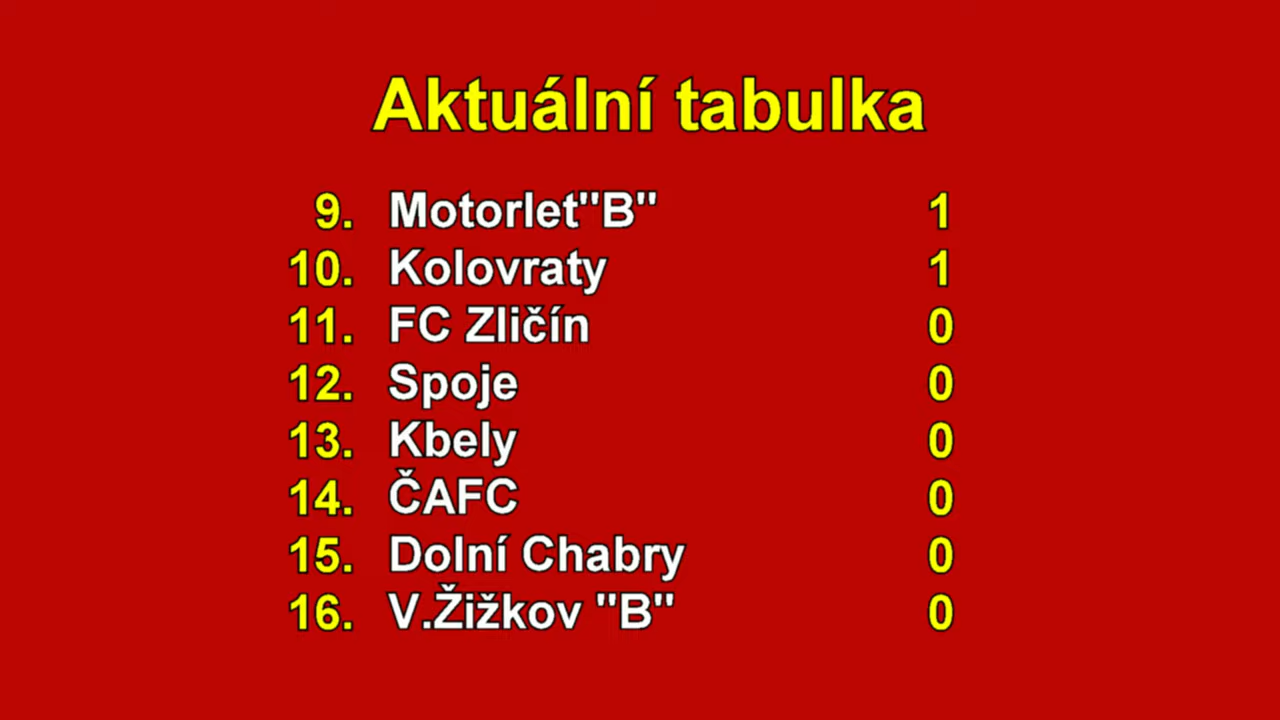 Aktuální tabulka
9. Motorlet"B" 1
10. Kolovraty 1
11. FC Zličín 0
12. Spoje 0
13. Kbely 0
14. ČAFC 0
15. Dolní Chabry 0
16. V.Žižkov "B" 0